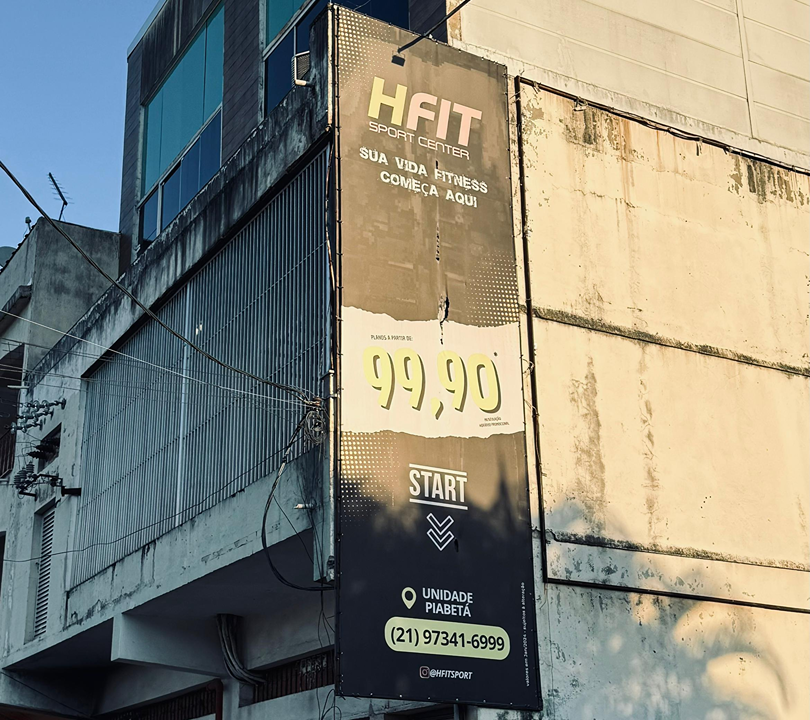 HFIT
SPORT CENTER
SUA VIDA FITNESS
COMEÇA AQUI
PLANOS A PARTIR DE:
99,90*
START
UNIDADE
PIABETÁ
(21) 97341-6999
@HFITSPORT